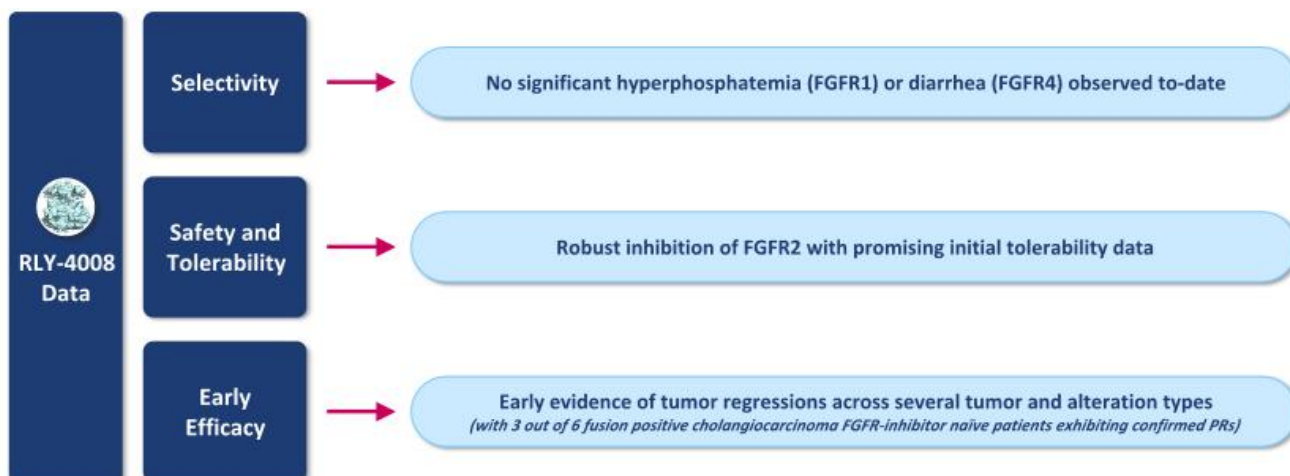 RLY-4008
Data
Selectivity
No significant hyperphosphatemia (FGFR1) or diarrhea (FGFR4) observed to-date
Safety and
Tolerability
Robust inhibition of FGFR2 with promising initial tolerability data
Early
Efficacy
Early evidence of tumor regressions across several tumor and alteration types
(with 3 out of 6 fusion positive cholangiocarcinoma FGFR-inhibitor naïve patients exhibiting confirmed PRs)